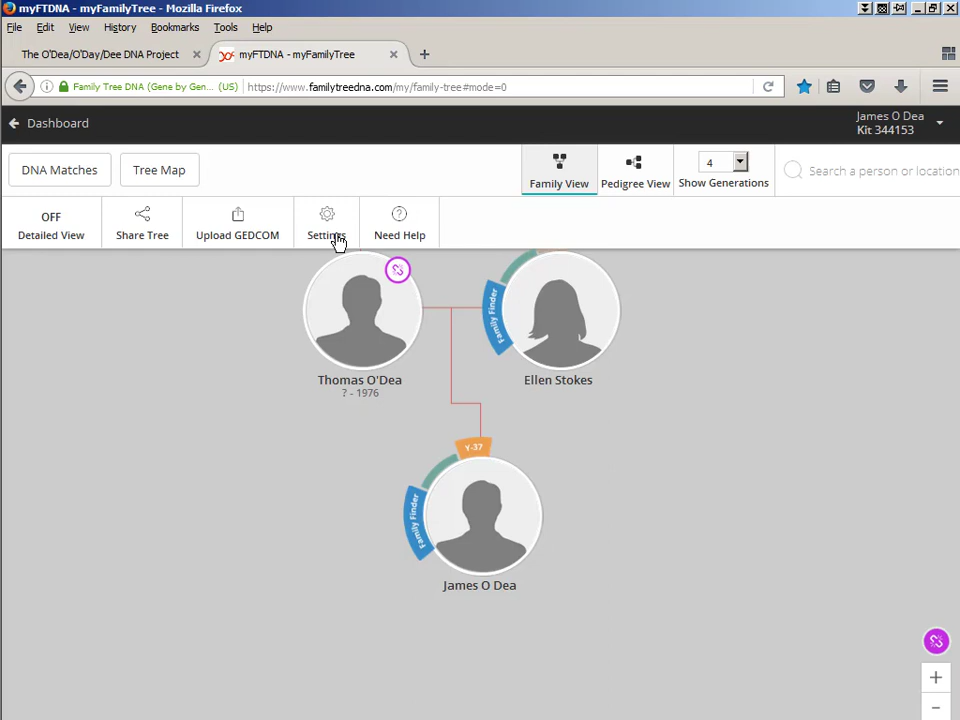 myFTDNA - myFamilyTree - Mozilla Firefox
File Edit View History Bookmarks Tools Help
The O'Dea/O'Day/Dee DNA Project
myFTDNA - myFamilyTree
Family Tree DNA (Gene by Gen... (US)
https://www.familytreedna.com/my/family-tree#mode=0
Dashboard
James O Dea
Kit 344153
DNA Matches
Tree Map
Family View
Pedigree View
4
Show Generations
Search a person or location
OFF
Detailed View
Share Tree
Upload GEDCOM
Settings
Need Help
Family Finder
Thomas O'Dea
? - 1976
Ellen Stokes
Y-37
Family Finder
James O Dea